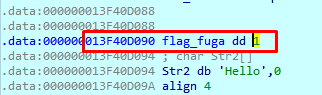 .data:000000013F40D088
.data:000000013F40D088
.data:000000013F40D090 flag_fuga dd 1
.data:000000013F40D094 ; char Str2[]
.data:000000013F40D094 Str2 db 'Hello',0
.data:000000013F40D09A align 4